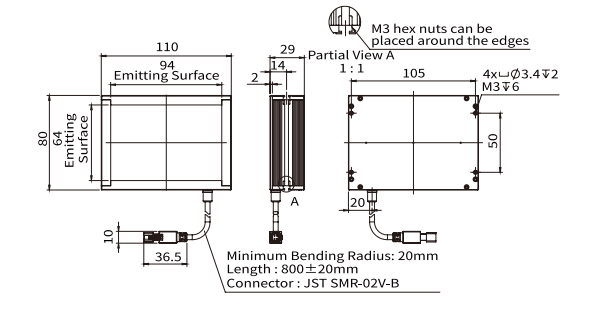 M3 hex nuts can be
placed around the edges
110
94
Emitting Surface
29
14
2
Partial View A
1 : 1
105
4x⌴Ø3.4↧2
M3↧6
80
64
Emitting
Surface
50
A
20
10
36.5
Minimum Bending Radius: 20mm
Length : 800±20mm
Connector : JST SMR-02V-B